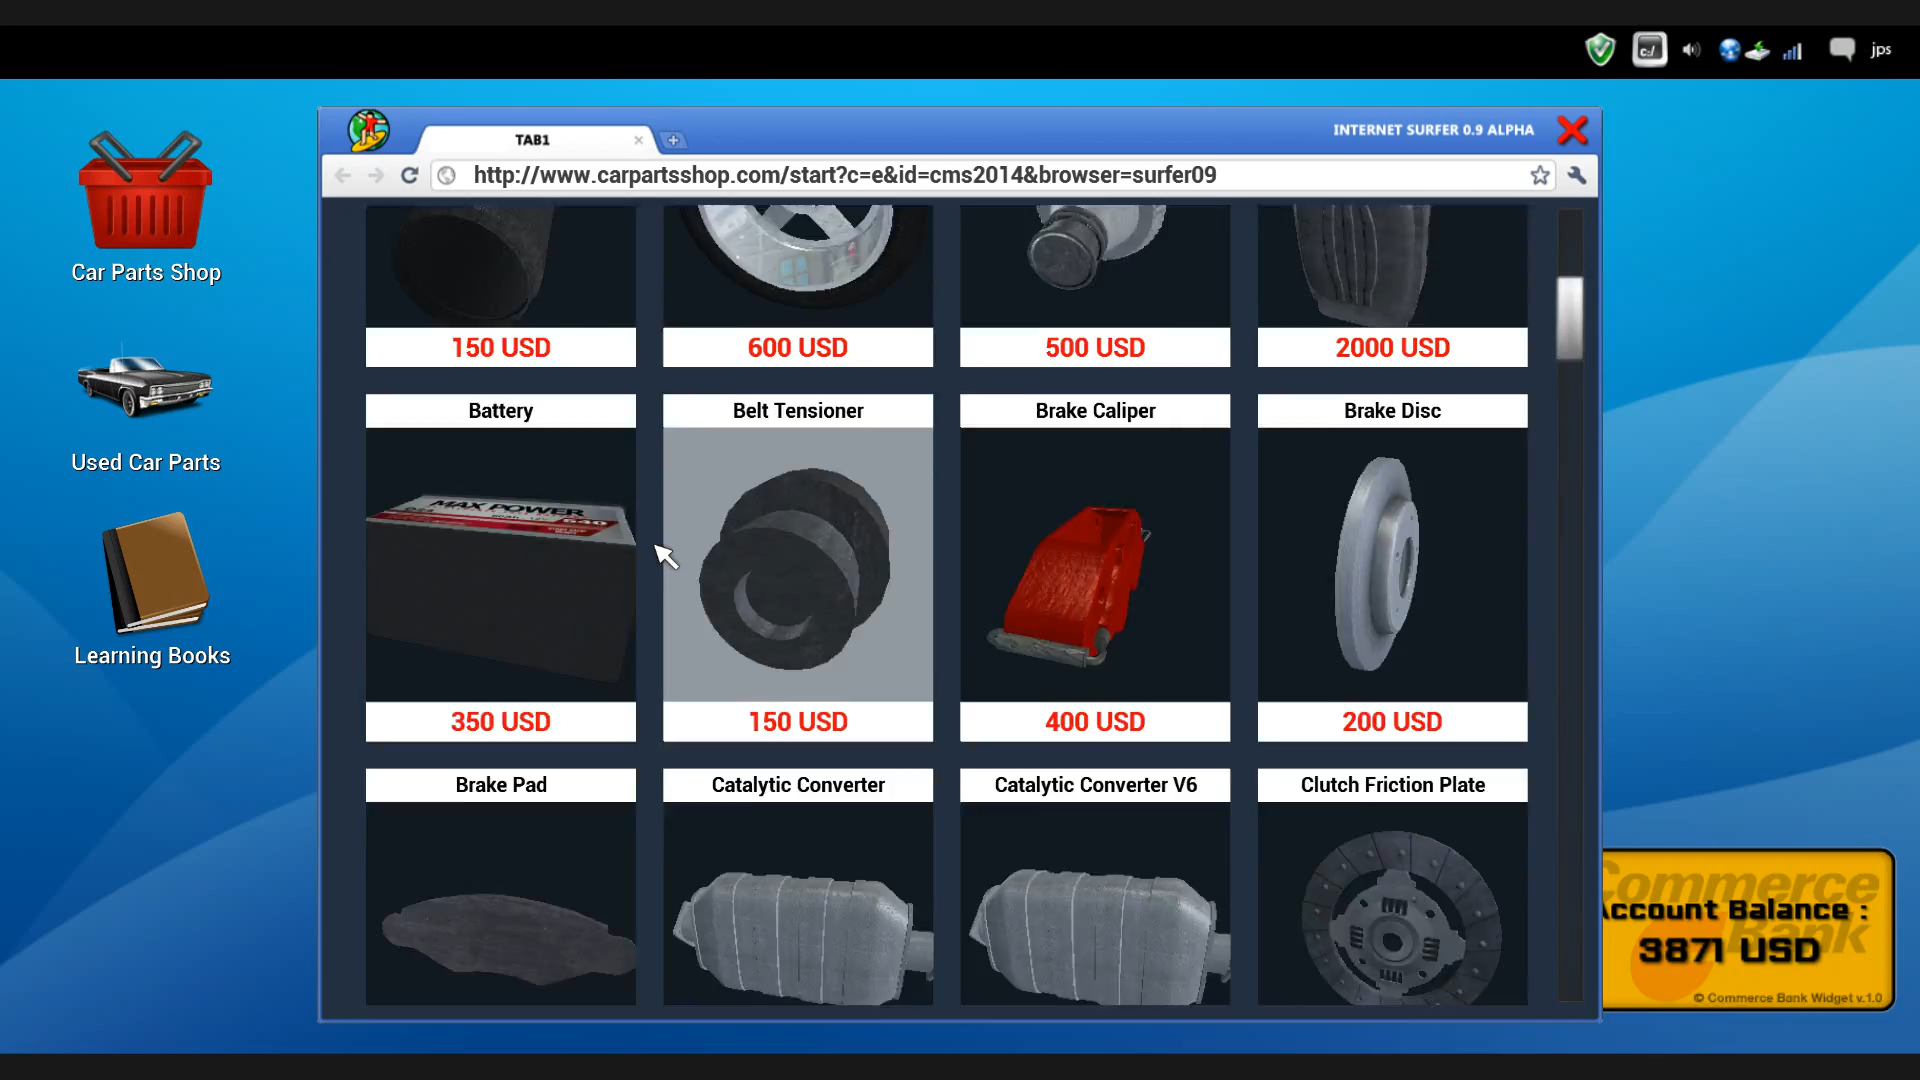 c:/
jps
TAB1
INTERNET SURFER 0.9 ALPHA
http://www.carpartsshop.com/start?c=e&id=cms2014&browser=surfer09
Car Parts Shop
Used Car Parts
Learning Books
150 USD
600 USD
500 USD
2000 USD
Battery
Belt Tensioner
Brake Caliper
Brake Disc
MAX POWER
640
350 USD
150 USD
400 USD
200 USD
Brake Pad
Catalytic Converter
Catalytic Converter V6
Clutch Friction Plate
Commerce
Bank
Account Balance :
3871 USD
© Commerce Bank Widget v.1.0